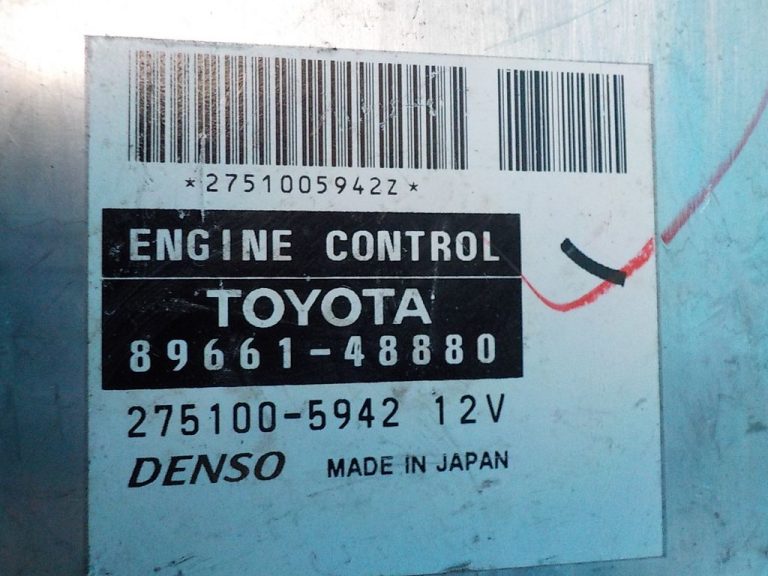 *2751005942Z*
ENGINE CONTROL
TOYOTA
89661-48880
275100-5942 12V
DENSO MADE IN JAPAN